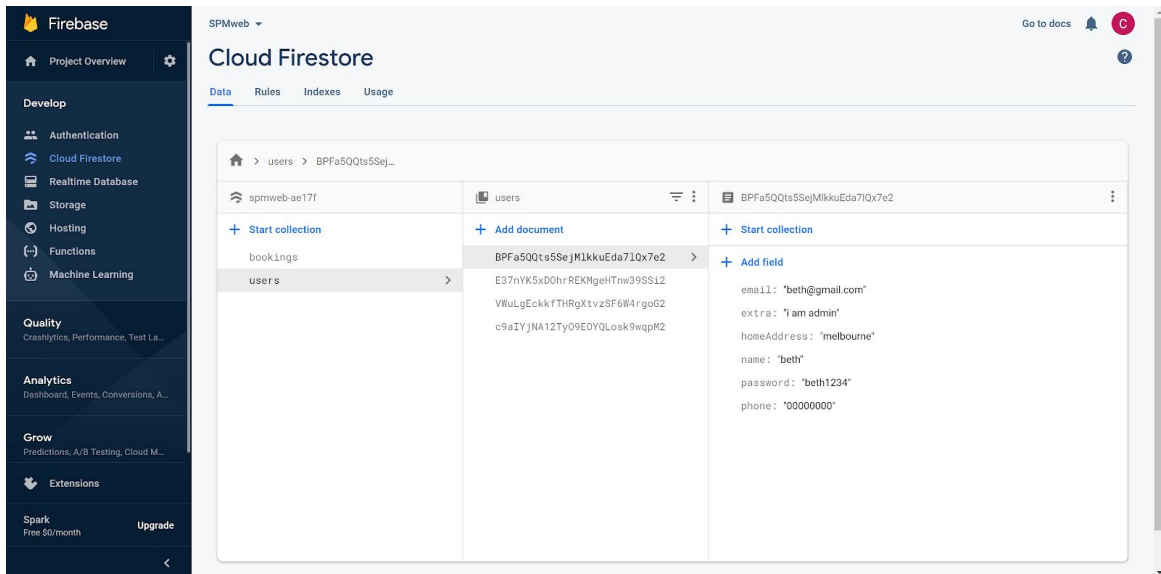 Firebase
Project Overview
Develop
Authentication
Cloud Firestore
Realtime Database
Storage
Hosting
Functions
Machine Learning
Quality
Crashlytics, Performance, Test La...
Analytics
Dashboard, Events, Conversions, A...
Grow
Predictions, A/B Testing, Cloud M...
Extensions
Spark
Free $0/month
Upgrade
SPMweb
Go to docs
C
Cloud Firestore
?
Data Rules Indexes Usage
> users > BPFa5QQts5Sej...
spmweb-ae17f
+ Start collection
bookings
users
users
+ Add document
BPFa5QQts5SejMlkkuEda7lQx7e2
E37nYK5xDOhrREKMgeHTnw39SSi2
VWuLgEckkfTHRgXtvzSF6W4rgoG2
c9aIYjNA12TyO9EOYQLosk9wqpM2
BPFa5QQts5SejMlkkuEda7lQx7e2
+ Start collection
+ Add field
email: "beth@gmail.com"
extra: "i am admin"
homeAddress: "melbourne"
name: "beth"
password: "beth1234"
phone: "00000000"